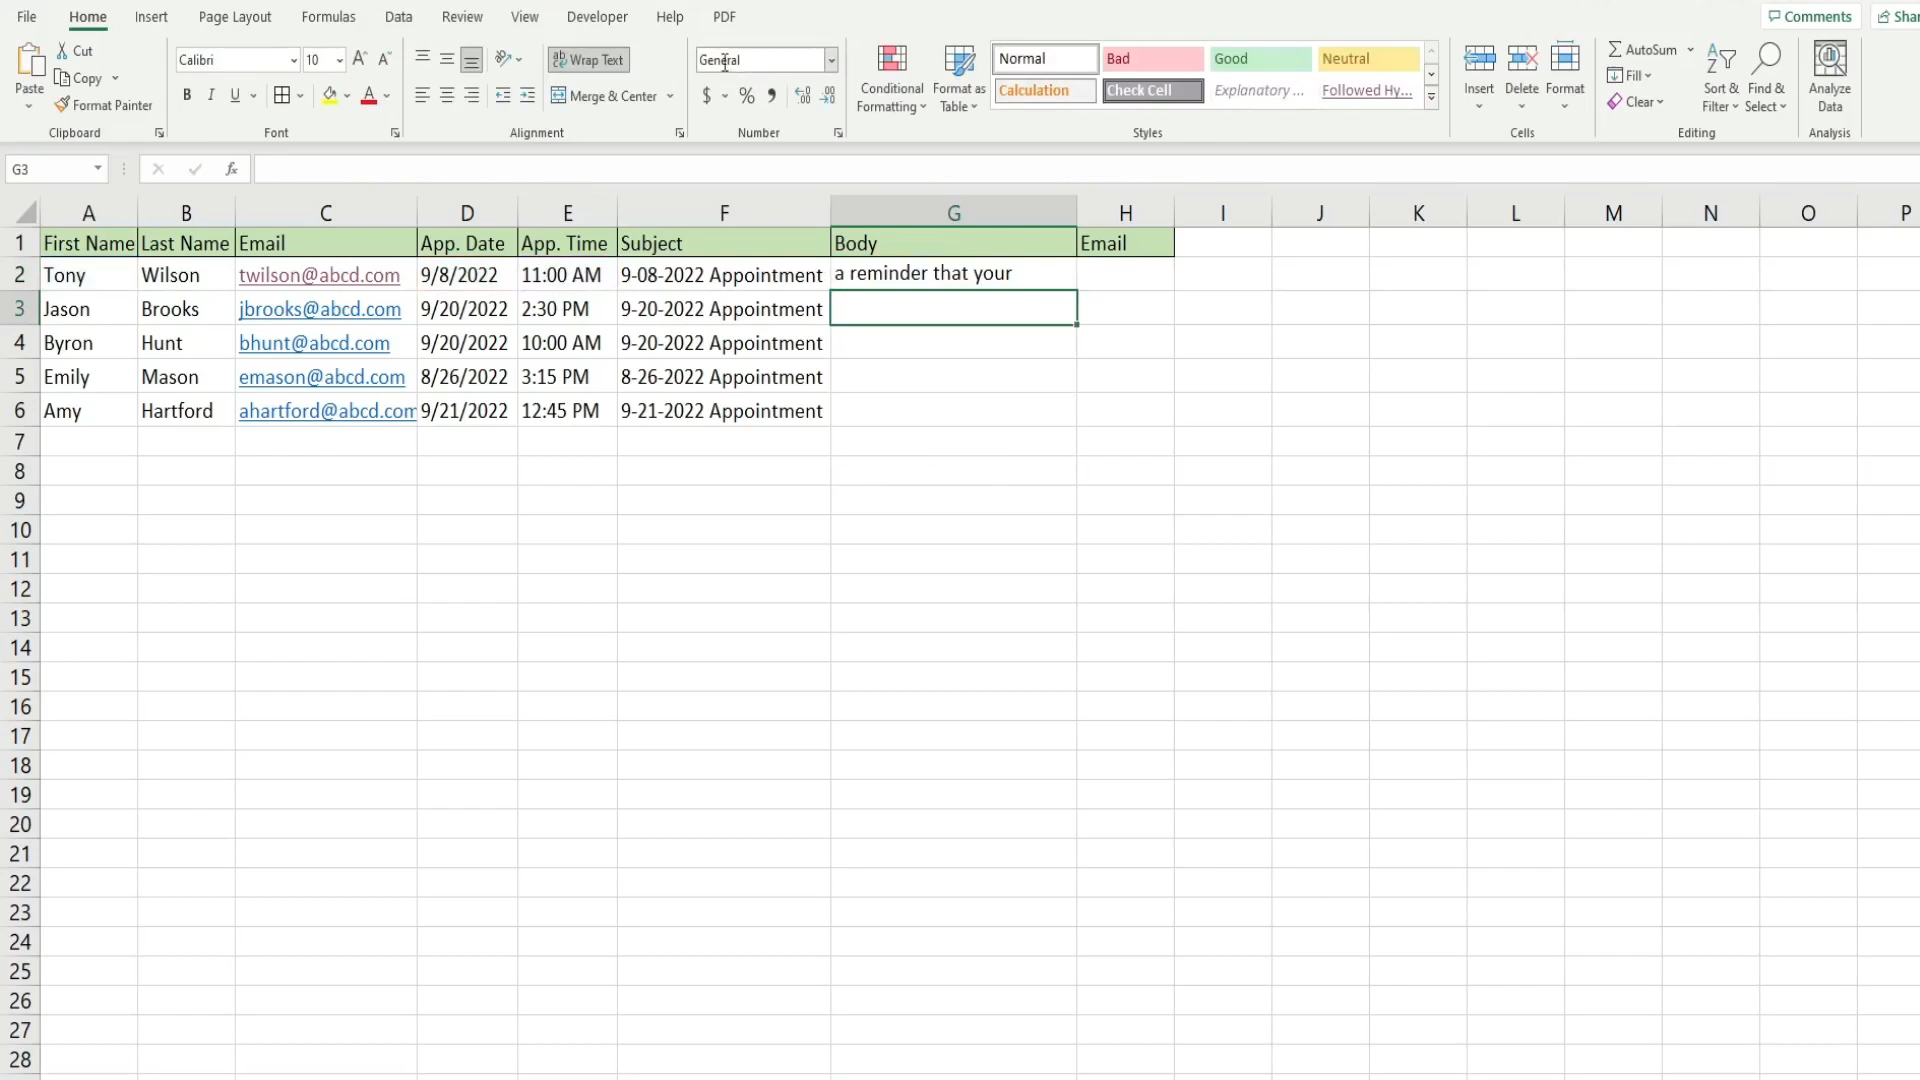 File Home Insert Page Layout Formulas Data Review View Developer Help PDF Comments Shar
Paste Cut Copy Format Painter Clipboard
Calibri 10 A A B I U A Font
ab Wrap Text Merge & Center Alignment
General $ % , Number
Conditional Formatting Format as Table
Normal Bad Good Neutral
Calculation Check Cell Explanatory ... Followed Hy...
Styles
Insert Delete Format Cells
AutoSum Fill Clear Sort & Filter Find & Select Editing
Analyze Data Analysis
G3 fx
A B C D E F G H I J K L M N O P
1 First Name Last Name Email App. Date App. Time Subject Body Email
2 Tony Wilson twilson@abcd.com 9/8/2022 11:00 AM 9-08-2022 Appointment a reminder that your
3 Jason Brooks jbrooks@abcd.com 9/20/2022 2:30 PM 9-20-2022 Appointment
4 Byron Hunt bhunt@abcd.com 9/20/2022 10:00 AM 9-20-2022 Appointment
5 Emily Mason emason@abcd.com 8/26/2022 3:15 PM 8-26-2022 Appointment
6 Amy Hartford ahartford@abcd.com 9/21/2022 12:45 PM 9-21-2022 Appointment
7
8
9
10
11
12
13
14
15
16
17
18
19
20
21
22
23
24
25
26
27
28